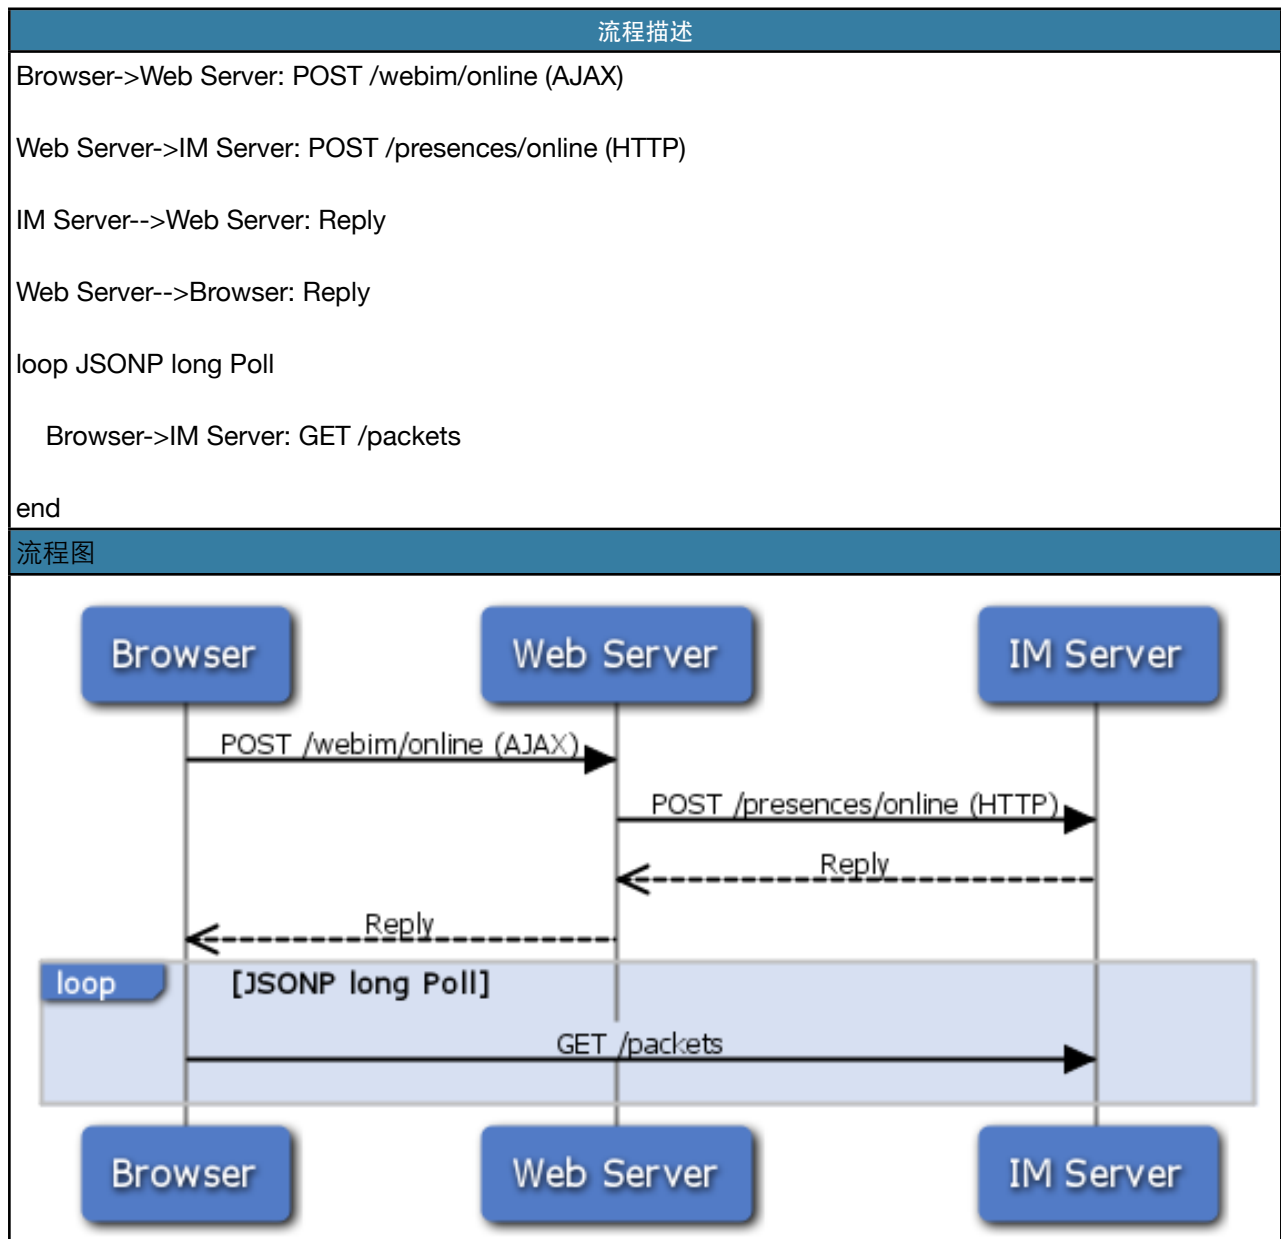 流程描述
Browser->Web Server: POST /webim/online (AJAX)
Web Server->IM Server: POST /presences/online (HTTP)
IM Server-->Web Server: Reply
Web Server-->Browser: Reply
loop JSONP long Poll
Browser->IM Server: GET /packets
end
流程图
Browser Web Server IM Server
POST /webim/online (AJAX)
POST /presences/online (HTTP)
Reply
Reply
loop [JSONP long Poll]
GET /packets
Browser Web Server IM Server